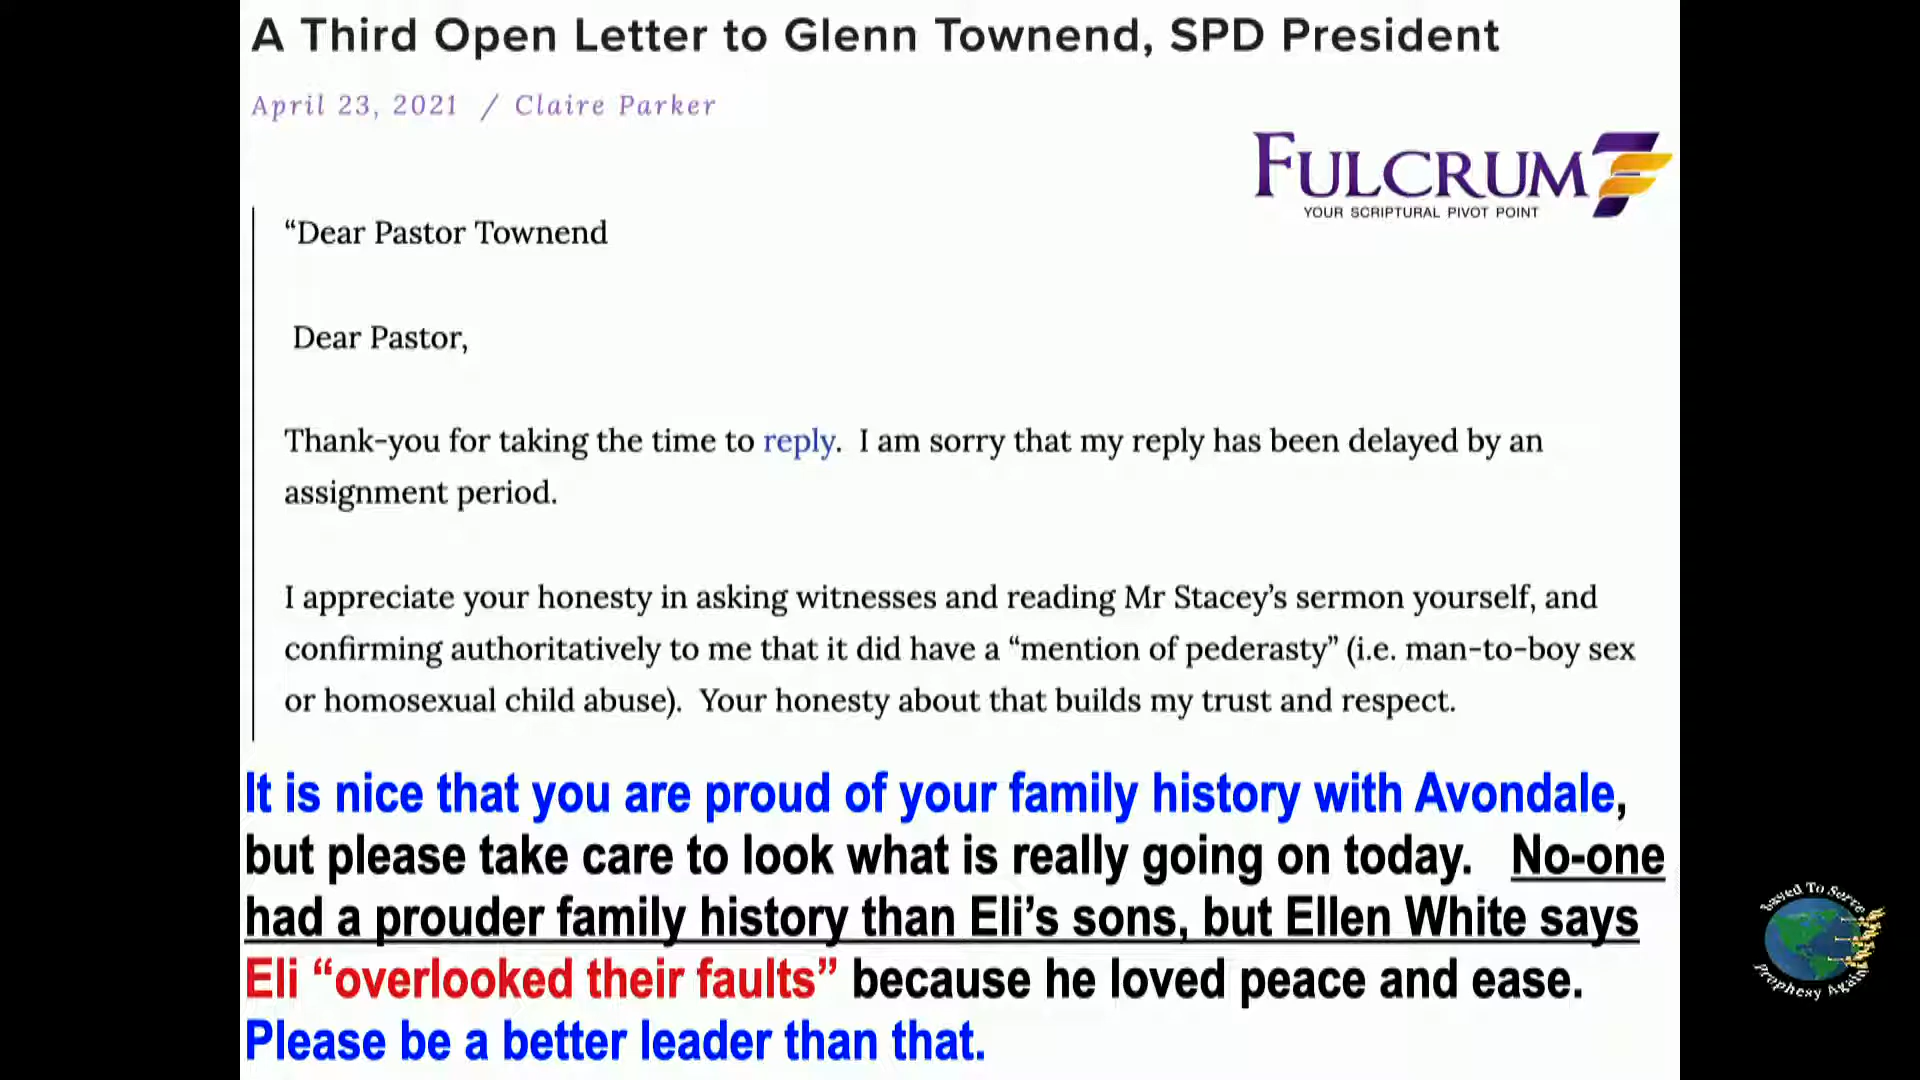 A Third Open Letter to Glenn Townend, SPD President
April 23, 2021 / Claire Parker
FULCRUM
YOUR SCRIPTURAL PIVOT POINT
“Dear Pastor Townend
Dear Pastor,
Thank-you for taking the time to reply. I am sorry that my reply has been delayed by an
assignment period.
I appreciate your honesty in asking witnesses and reading Mr Stacey’s sermon yourself, and
confirming authoritatively to me that it did have a “mention of pederasty” (i.e. man-to-boy sex
or homosexual child abuse). Your honesty about that builds my trust and respect.
It is nice that you are proud of your family history with Avondale,
but please take care to look what is really going on today. No-one
had a prouder family history than Eli’s sons, but Ellen White says
Eli “overlooked their faults” because he loved peace and ease.
Please be a better leader than that.
To Serve
Prophesy Again